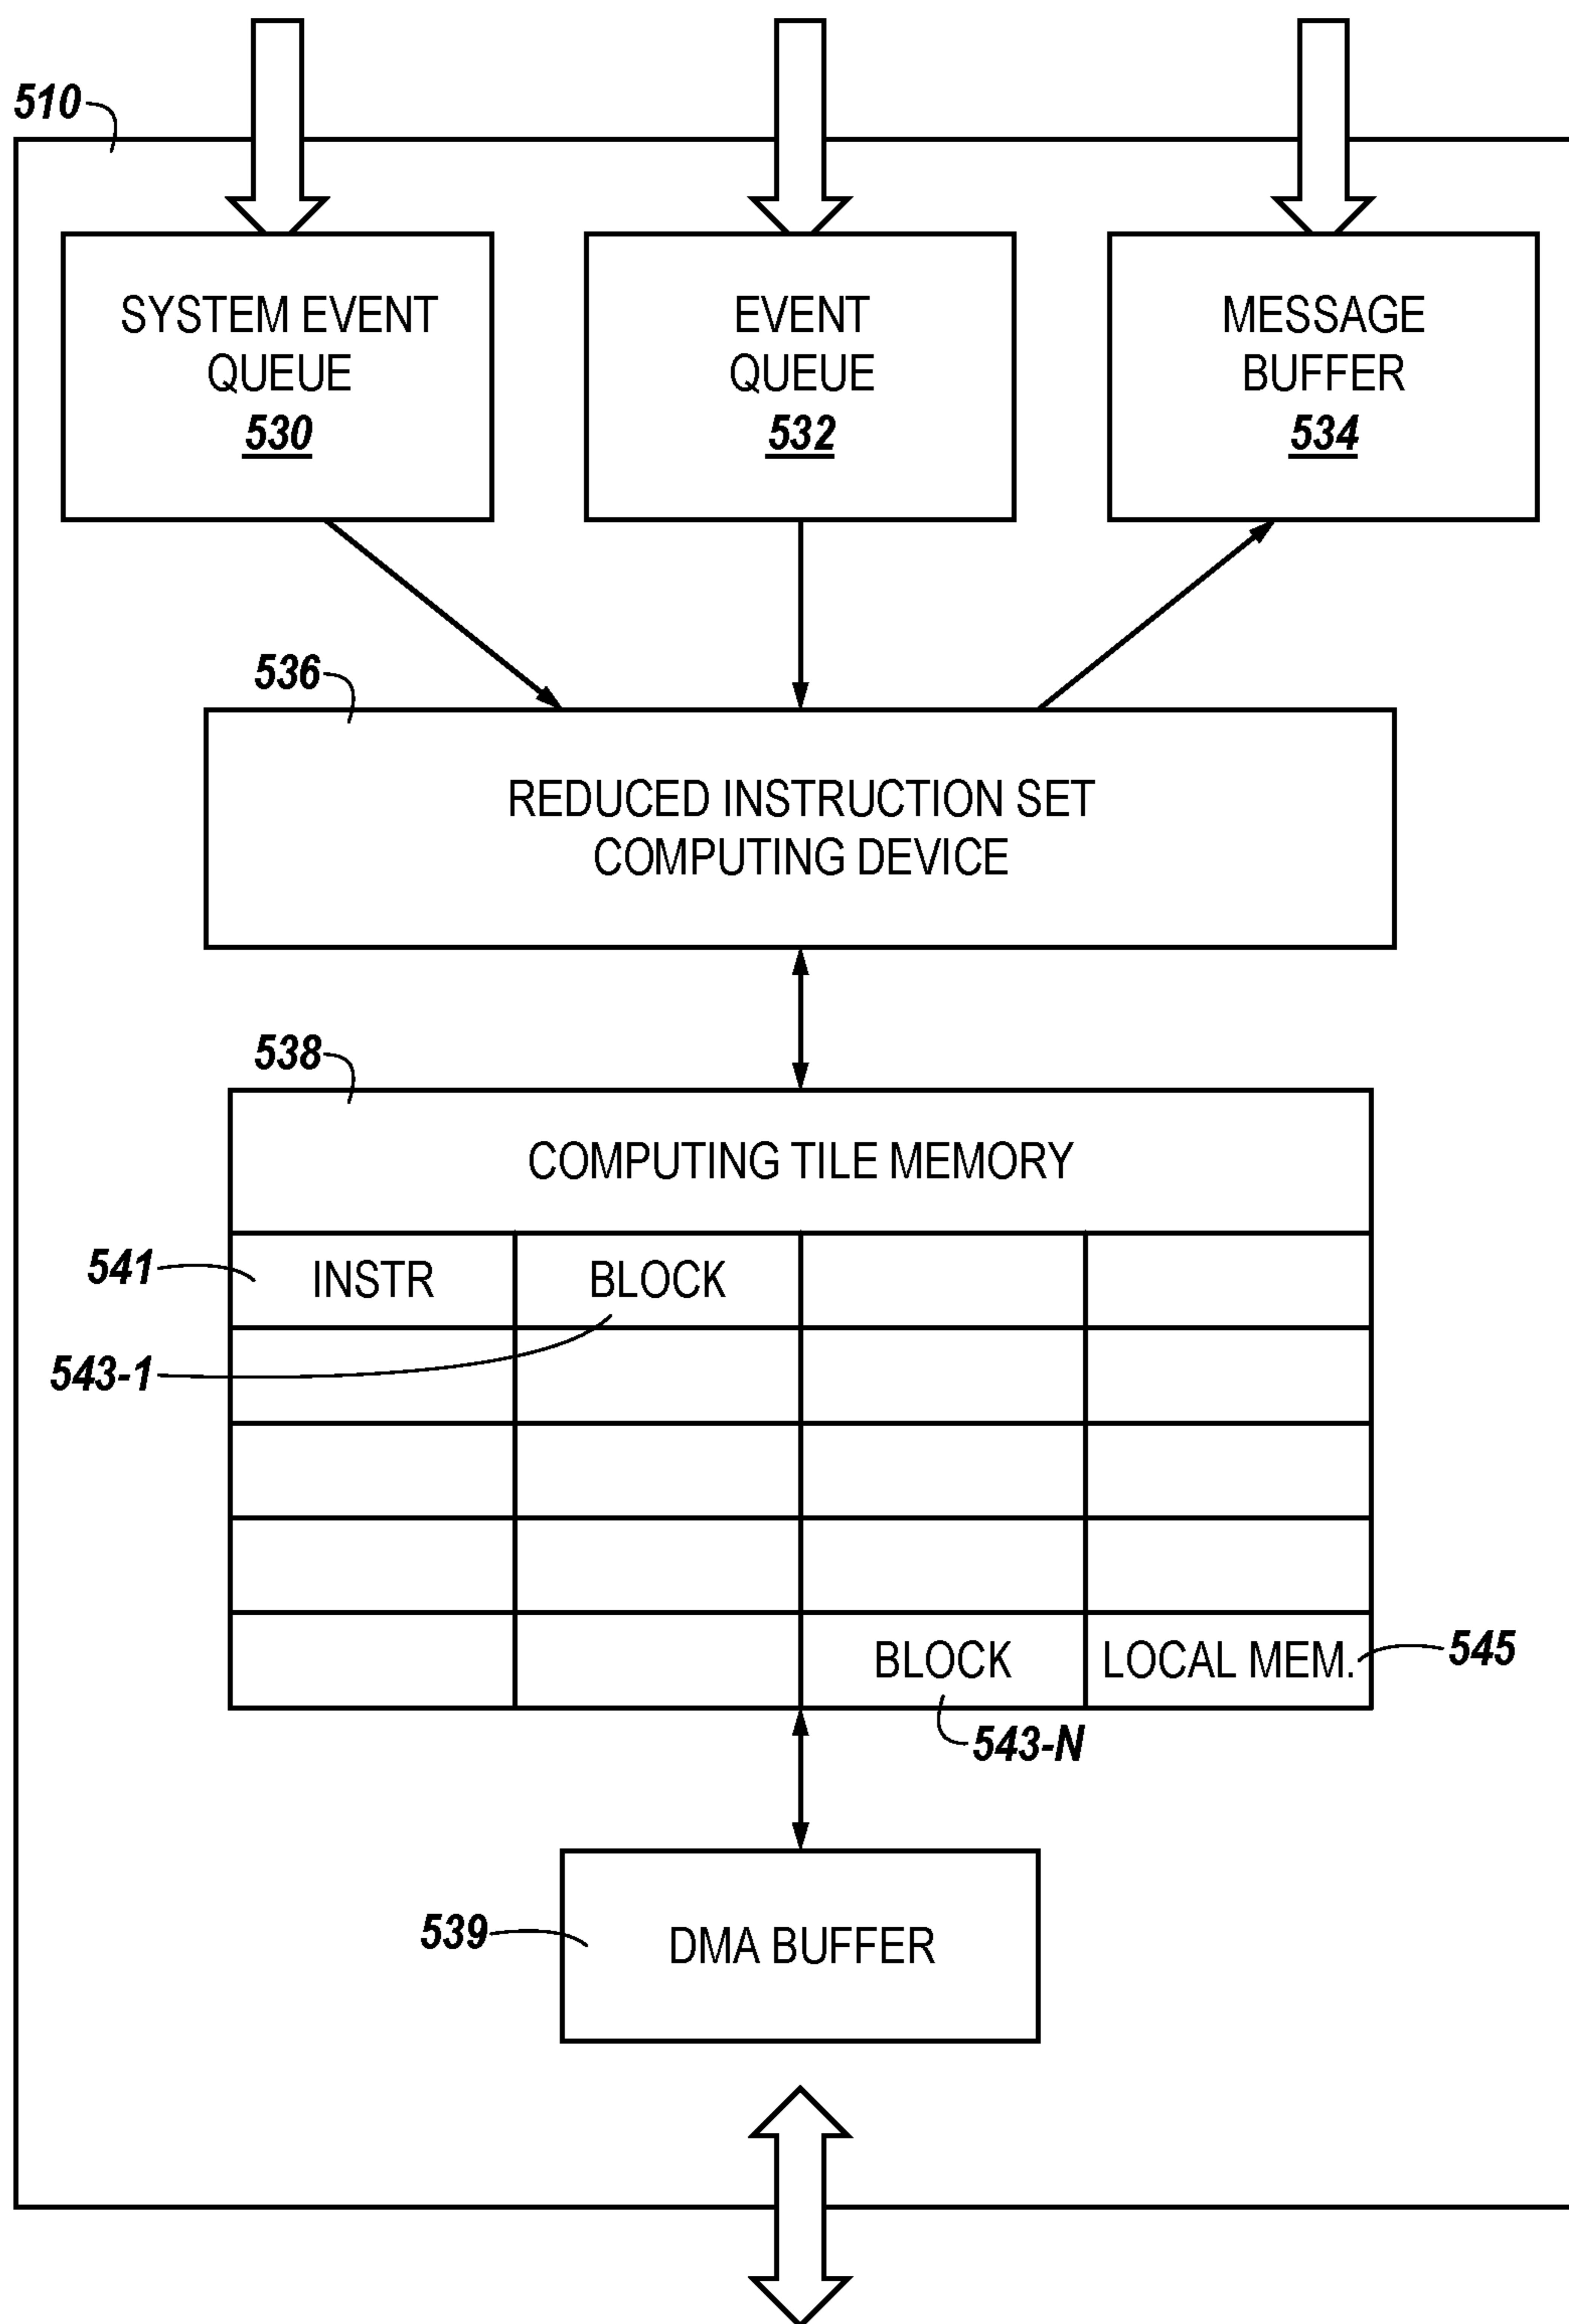 510
SYSTEM EVENT
QUEUE
530
EVENT
QUEUE
532
MESSAGE
BUFFER
534
536
REDUCED INSTRUCTION SET
COMPUTING DEVICE
538
COMPUTING TILE MEMORY
541
INSTR
BLOCK
543-1
BLOCK
LOCAL MEM.
545
543-N
539
DMA BUFFER